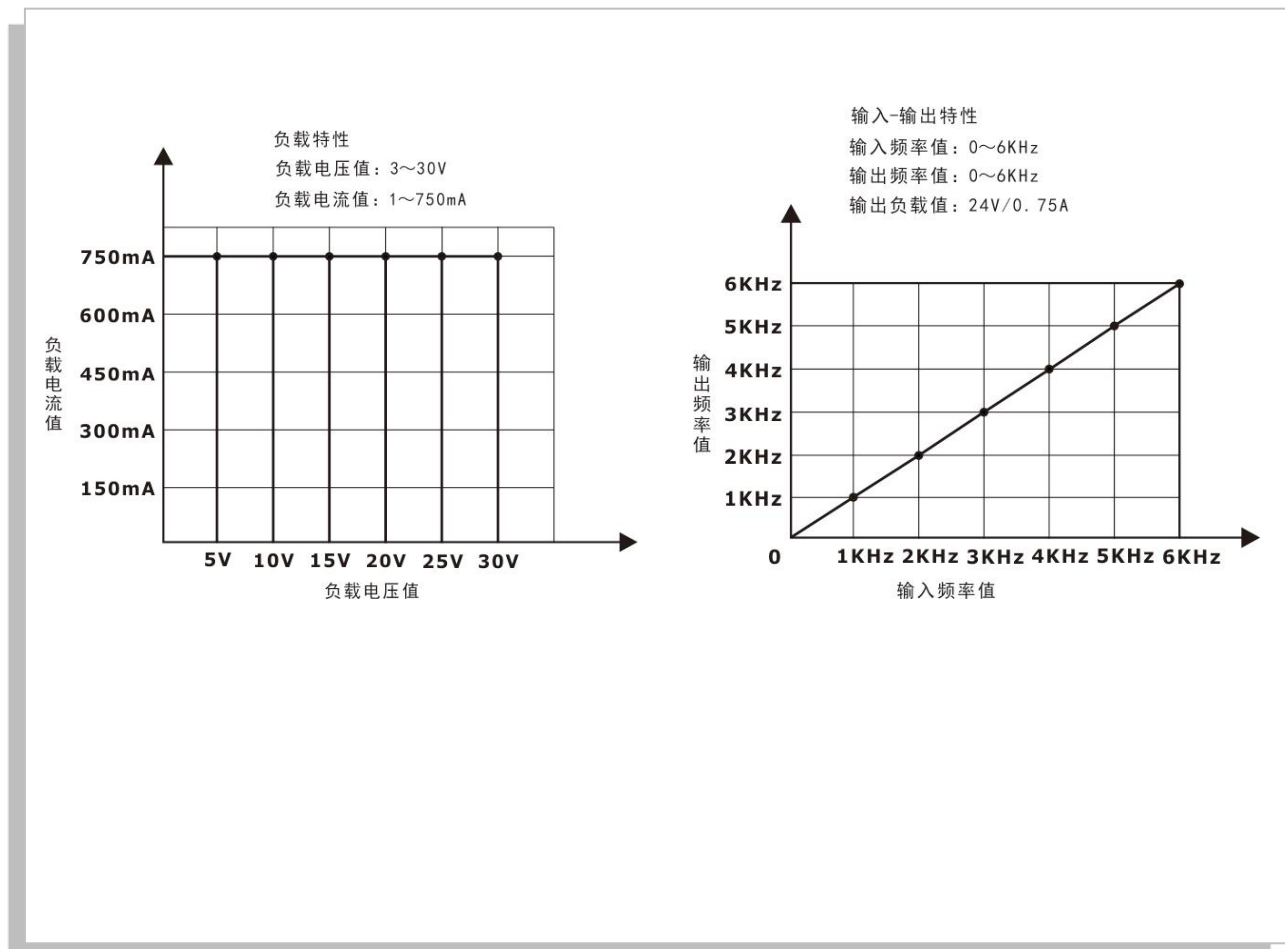 负载特性
负载电压值: 3～30V
负载电流值: 1～750mA
750mA
600mA
450mA
300mA
150mA
负载电流值
5V 10V 15V 20V 25V 30V
负载电压值
输入-输出特性
输入频率值: 0～6KHz
输出频率值: 0～6KHz
输出负载值: 24V/0.75A
6KHz
5KHz
4KHz
3KHz
2KHz
1KHz
输出频率值
0 1KHz 2KHz 3KHz 4KHz 5KHz 6KHz
输入频率值